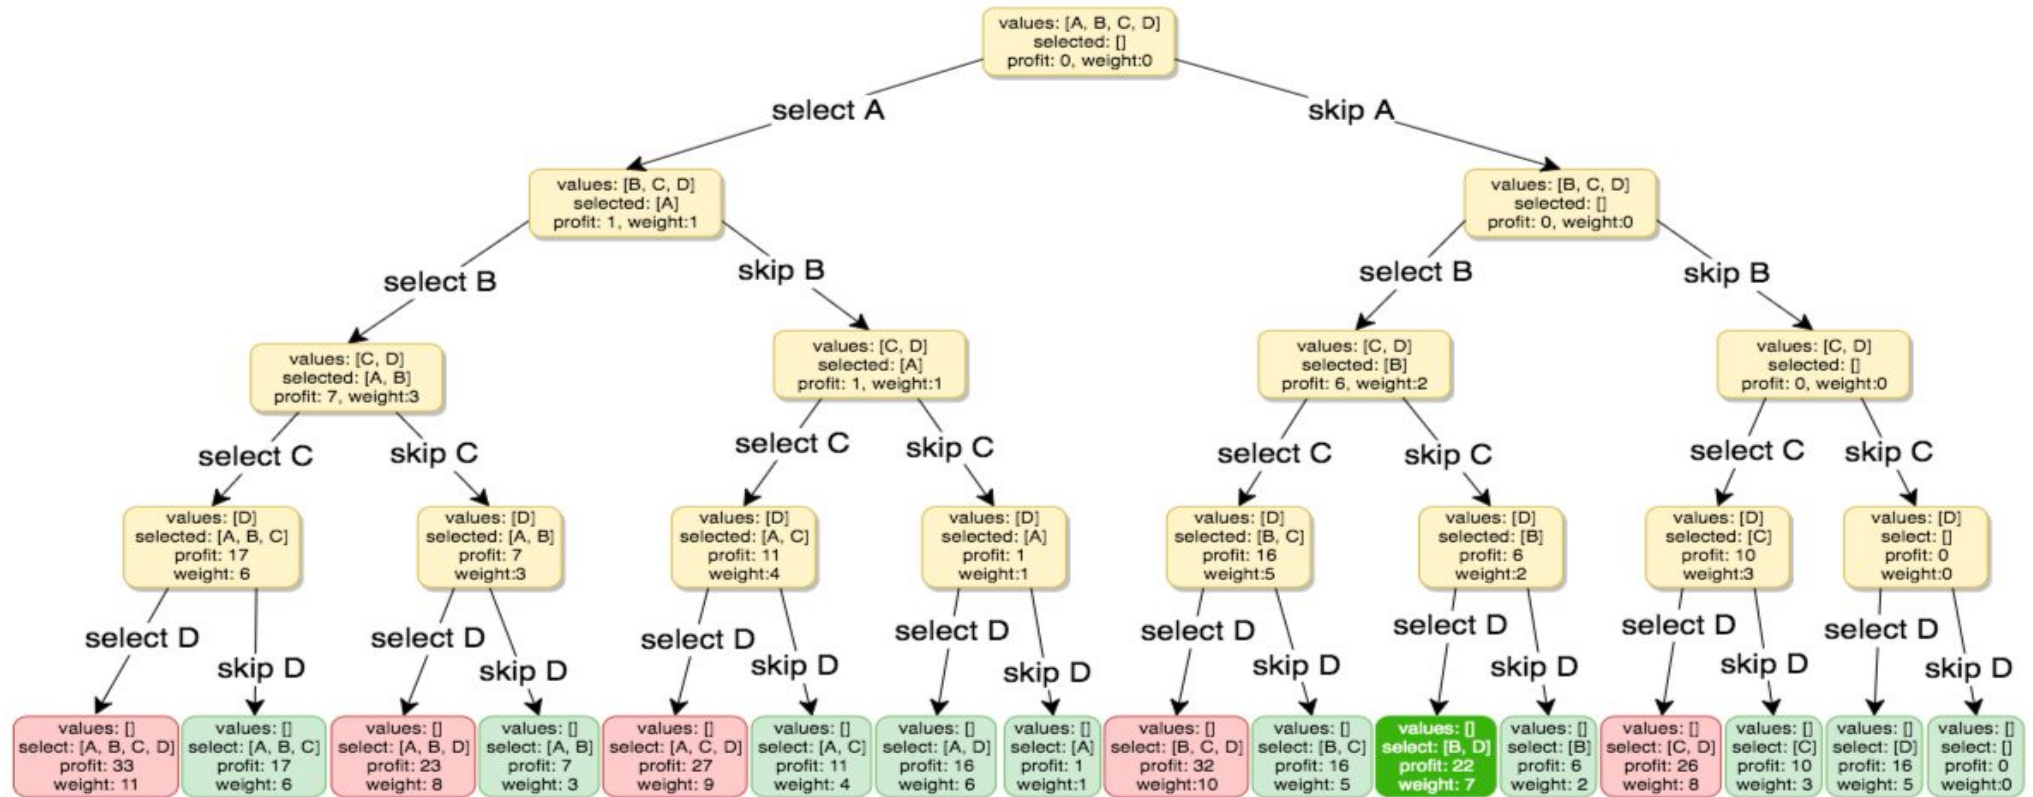 values: [A, B, C, D]
selected: []
profit: 0, weight:0
select A
skip A
values: [B, C, D]
selected: [A]
profit: 1, weight:1
values: [B, C, D]
selected: []
profit: 0, weight:0
select B
skip B
select B
skip B
values: [C, D]
selected: [A, B]
profit: 7, weight:3
values: [C, D]
selected: [A]
profit: 1, weight:1
values: [C, D]
selected: [B]
profit: 6, weight:2
values: [C, D]
selected: []
profit: 0, weight:0
select C
skip C
select C
skip C
select C
skip C
select C
skip C
values: [D]
selected: [A, B, C]
profit: 17
weight: 6
values: [D]
selected: [A, B]
profit: 7
weight:3
values: [D]
selected: [A, C]
profit: 11
weight:4
values: [D]
selected: [A]
profit: 1
weight:1
values: [D]
selected: [B, C]
profit: 16
weight:5
values: [D]
selected: [B]
profit: 6
weight:2
values: [D]
selected: [C]
profit: 10
weight:3
values: [D]
select: []
profit: 0
weight:0
select D
skip D
select D
skip D
select D
skip D
select D
skip D
select D
skip D
select D
skip D
select D
skip D
select D
skip D
values: []
select: [A, B, C, D]
profit: 33
weight: 11
values: []
select: [A, B, C]
profit: 17
weight: 6
values: []
select: [A, B, D]
profit: 23
weight: 8
values: []
select: [A, B]
profit: 7
weight: 3
values: []
select: [A, C, D]
profit: 27
weight: 9
values: []
select: [A, C]
profit: 11
weight: 4
values: []
select: [A, D]
profit: 16
weight: 6
values: []
select: [A]
profit: 1
weight:1
values: []
select: [B, C, D]
profit: 32
weight:10
values: []
select: [B, C]
profit: 16
weight: 5
values: []
select: [B, D]
profit: 22
weight: 7
values: []
select: [B]
profit: 6
weight: 2
values: []
select: [C, D]
profit: 26
weight: 8
values: []
select: [C]
profit: 10
weight: 3
values: []
select: [D]
profit: 16
weight: 5
values: []
select: []
profit: 0
weight:0